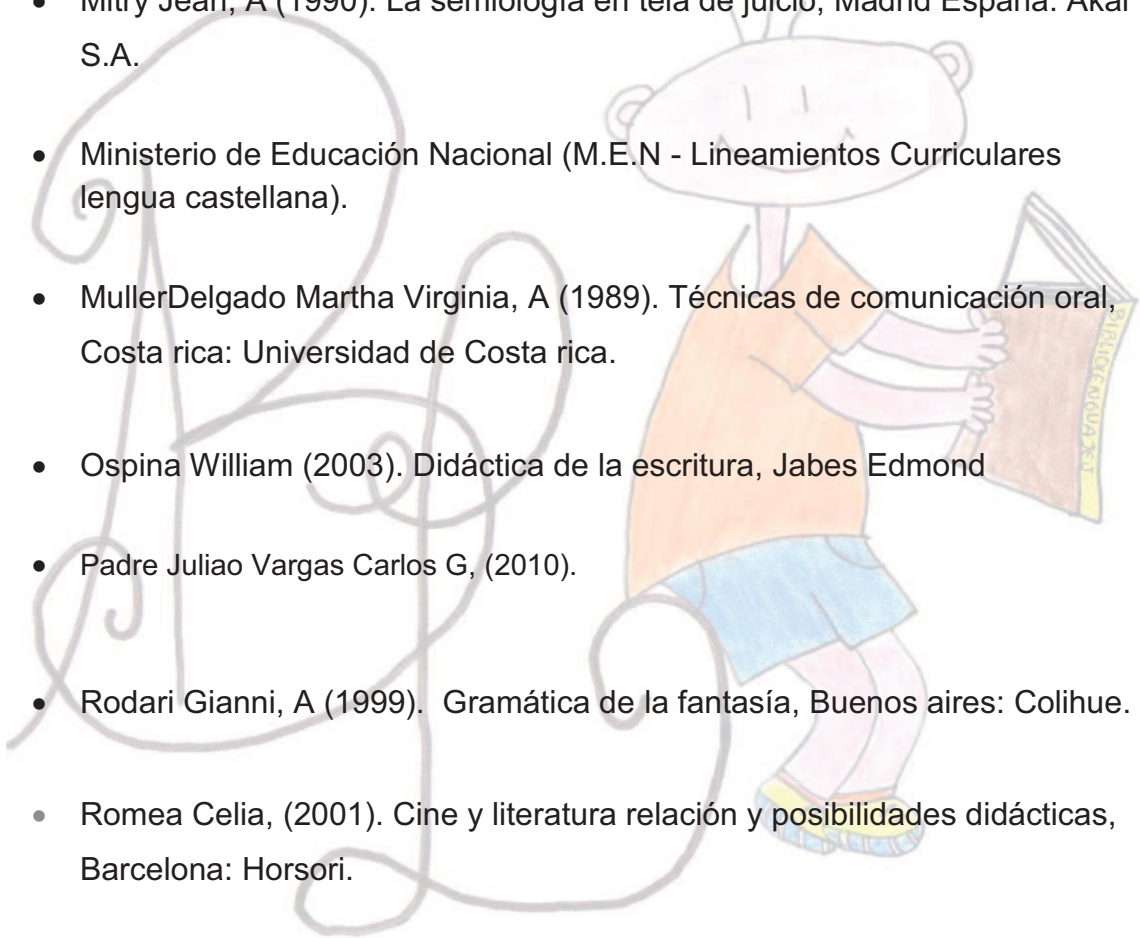 • Mitry Jean, A (1990). La semiología en tela de juicio, Madrid España: Akal
S.A.
• Ministerio de Educación Nacional (M.E.N - Lineamientos Curriculares
lengua castellana).
• MullerDelgado Martha Virginia, A (1989). Técnicas de comunicación oral,
Costa rica: Universidad de Costa rica.
• Ospina William (2003). Didáctica de la escritura, Jabes Edmond
• Padre Juliao Vargas Carlos G, (2010).
• Rodari Gianni, A (1999).  Gramática de la fantasía, Buenos aires: Colihue.
• Romea Celia, (2001). Cine y literatura relación y posibilidades didácticas,
Barcelona: Horsori.